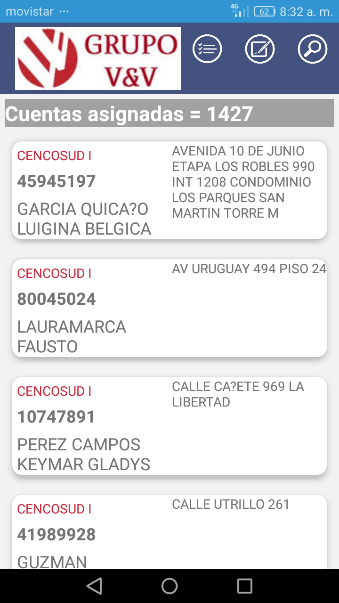 movistar ···
4G 62 8:32 a. m.
GRUPO
V&V
Cuentas asignadas = 1427
CENCOSUD I
45945197
GARCIA QUICA?O
LUIGINA BELGICA
AVENIDA 10 DE JUNIO
ETAPA LOS ROBLES 990
INT 1208 CONDOMINIO
LOS PARQUES SAN
MARTIN TORRE M
CENCOSUD I
80045024
LAURAMARCA
FAUSTO
AV URUGUAY 494 PISO 24
CENCOSUD I
10747891
PEREZ CAMPOS
KEYMAR GLADYS
CALLE CA?ETE 969 LA
LIBERTAD
CENCOSUD I
41989928
GUZMAN
CALLE UTRILLO 261